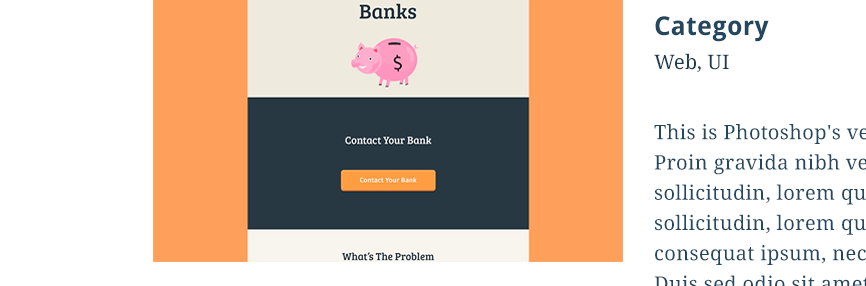 Banks
$
Contact Your Bank
Contact Your Bank
What's The Problem
Category
Web, UI
This is Photoshop's ve
Proin gravida nibh ve
sollicitudin, lorem qu
sollicitudin, lorem qu
consequat ipsum, nec
Duis sed odio sit amet